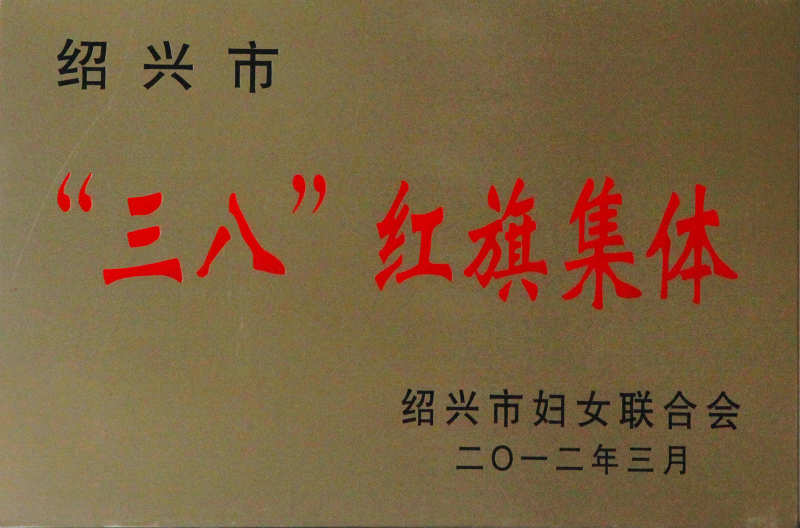 绍兴市
“三八”红旗集体
绍兴市妇女联合会
二〇一二年三月